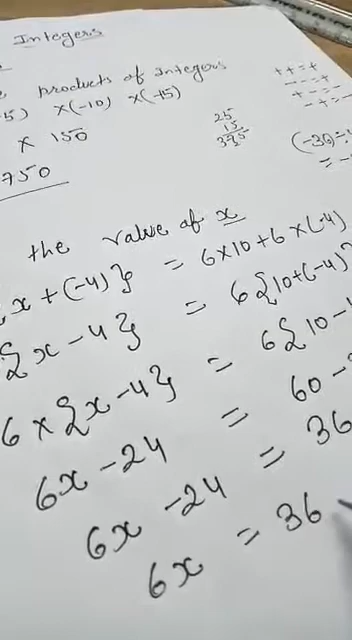 Integers
products of Integers
5) x(-10) x(-15)
x 150
750
25
15
375
++=+
--=+
+-=-
-+=-
(-30)÷
= -
the value of x
x + (-4)} = 6x10+6x(-4)
{x-4} = 6{10+(-4)}
6 x {x-4} = 6{10-
6x -24 = 60-
6x -24 = 36
6x = 36